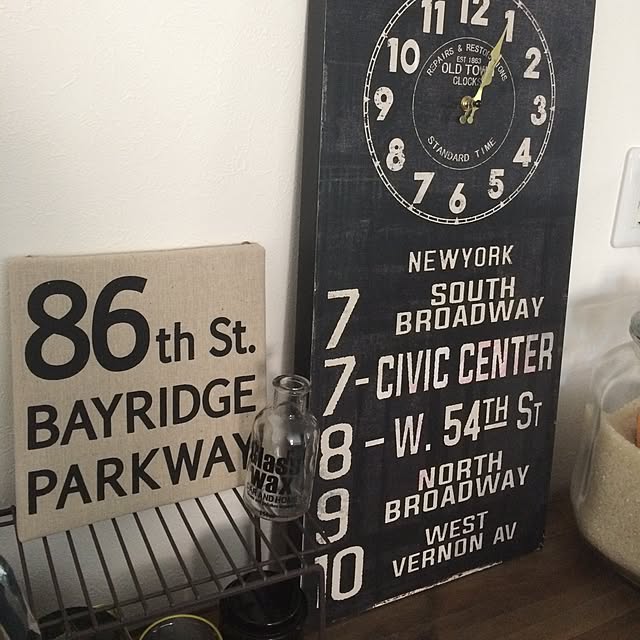 12
1
2
3
4
5
6
7
8
9
10
11
REPAIRS & RESTORATIONS
EST 1863
OLD TOWN
CLOCKS
STANDARD TIME
NEWYORK
7 SOUTH
BROADWAY
7-CIVIC CENTER
8-W. 54TH ST
9 NORTH
BROADWAY
10 WEST
VERNON AV
86th St.
BAYRIDGE
PARKWAY
glass
wax